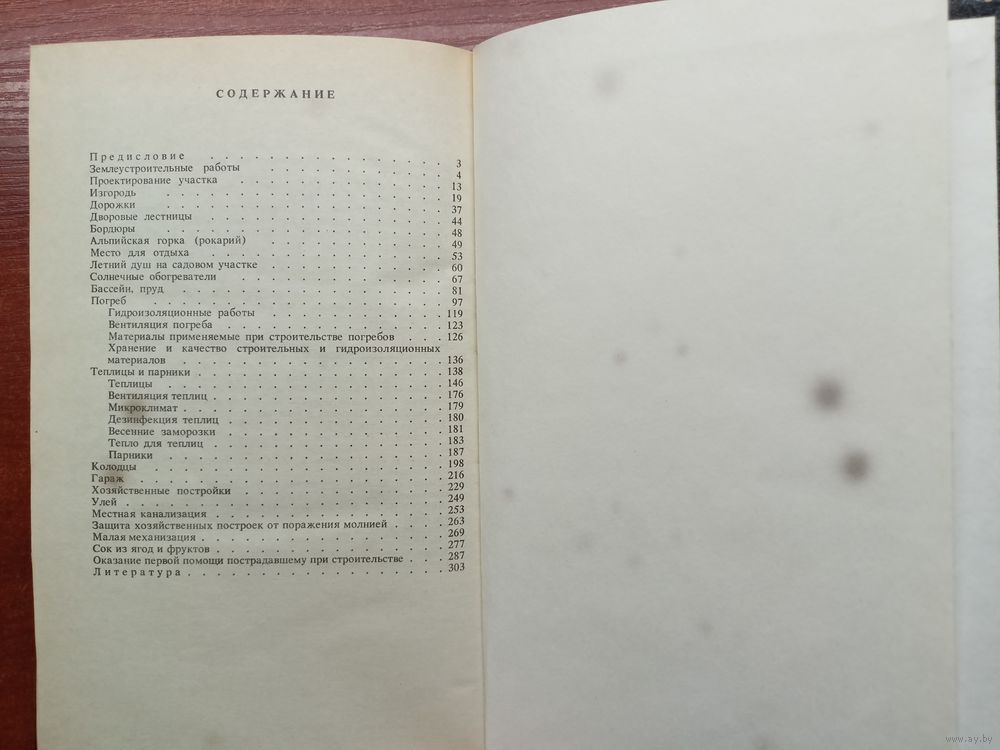 СОДЕРЖАНИЕ
Предисловие . . . . . . . . . . . . . 3
Землеустроительные работы . . . . . . . . . . 4
Проектирование участка . . . . . . . . . . . 13
Изгородь . . . . . . . . . . . . . . 19
Дорожки . . . . . . . . . . . . . . 37
Дворовые лестницы . . . . . . . . . . . . 44
Бордюры . . . . . . . . . . . . . . 48
Альпийская горка (рокарий) . . . . . . . . . . 49
Место для отдыха . . . . . . . . . . . . 53
Летний душ на садовом участке . . . . . . . . . 60
Солнечные обогреватели . . . . . . . . . . . 67
Бассейн, пруд . . . . . . . . . . . . . 81
Погреб . . . . . . . . . . . . . . 97
Гидроизоляционные работы . . . . . . . . . . 119
Вентиляция погреба . . . . . . . . . . . . 123
Материалы применяемые при строительстве погребов . . . 126
Хранение и качество строительных и гидроизоляционных
материалов . . . . . . . . . . . . . . 136
Теплицы и парники . . . . . . . . . . . . . 138
Теплицы . . . . . . . . . . . . . . 146
Вентиляция теплиц . . . . . . . . . . . . 176
Микроклимат . . . . . . . . . . . . . . 179
Дезинфекция теплиц . . . . . . . . . . . . 180
Весенние заморозки . . . . . . . . . . . . 181
Тепло для теплиц . . . . . . . . . . . . . 183
Парники . . . . . . . . . . . . . . 187
Колодцы . . . . . . . . . . . . . . . 198
Гараж . . . . . . . . . . . . . . . . 216
Хозяйственные постройки . . . . . . . . . . . 229
Улей . . . . . . . . . . . . . . . . 249
Местная канализация . . . . . . . . . . . . 253
Защита хозяйственных построек от поражения молнией . . . . 263
Малая механизация . . . . . . . . . . . . . 269
Сок из ягод и фруктов . . . . . . . . . . . . 277
Оказание первой помощи пострадавшему при строительстве . . . 287
Литература . . . . . . . . . . . . . . 303
www.ay.by